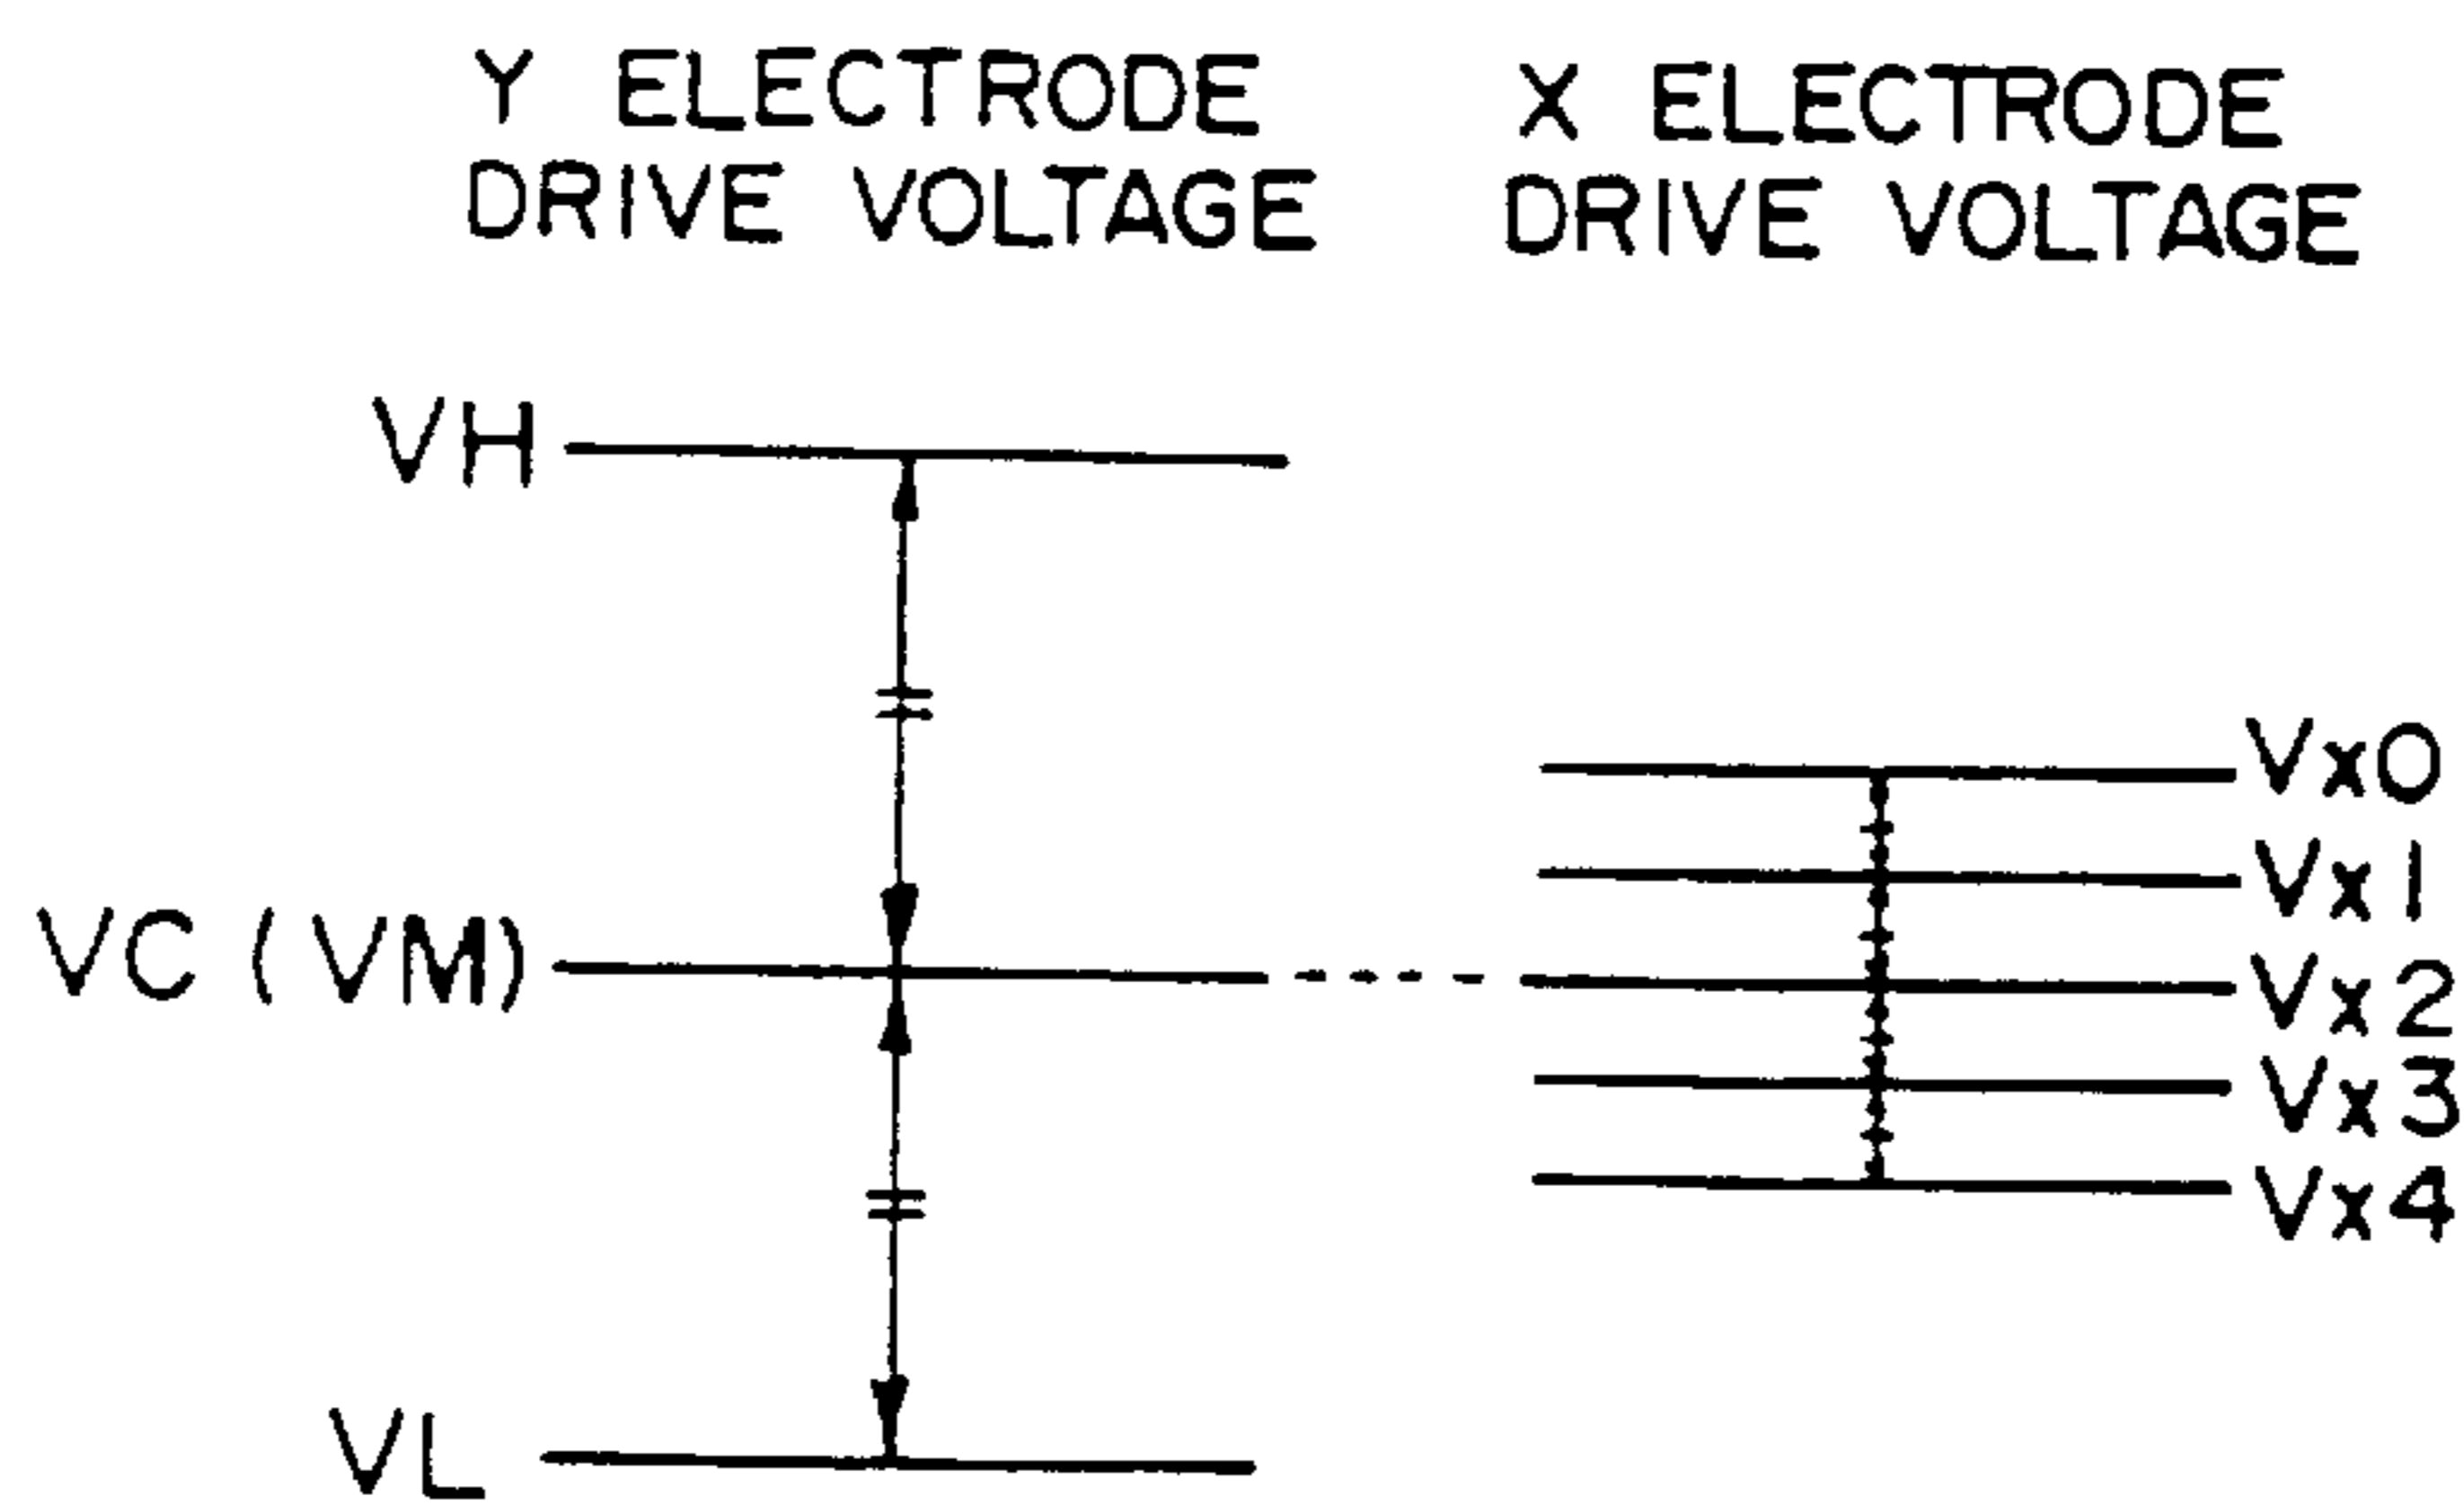 Y ELECTRODE
DRIVE VOLTAGE
X ELECTRODE
DRIVE VOLTAGE
VH
Vx0
Vx1
VC (VM)
Vx2
Vx3
Vx4
VL